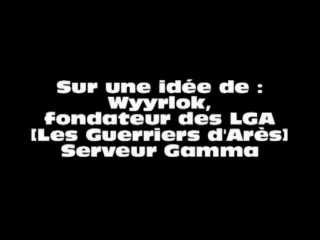 Sur une idée de :
Wyyrlok,
fondateur des LGA
[Les Guerriers d'Arès]
Serveur Gamma